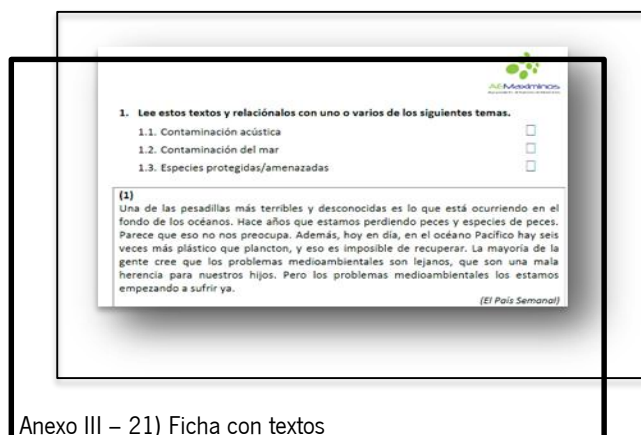 AEMaximinos
1. Lee estos textos y relaciónalos con uno o varios de los siguientes temas.
1.1. Contaminación acústica
1.2. Contaminación del mar
1.3. Especies protegidas/amenazadas
(1)
Una de las pesadillas más terribles y desconocidas es lo que está ocurriendo en el
fondo de los océanos. Hace años que estamos perdiendo peces y especies de peces.
Parece que eso no nos preocupa. Además, hoy en día, en el océano Pacífico hay seis
veces más plástico que plancton, y eso es imposible de recuperar. La mayoría de la
gente cree que los problemas medioambientales son lejanos, que son una mala
herencia para nuestros hijos. Pero los problemas medioambientales los estamos
empezando a sufrir ya.
(El País Semanal)
Anexo III – 21) Ficha con textos